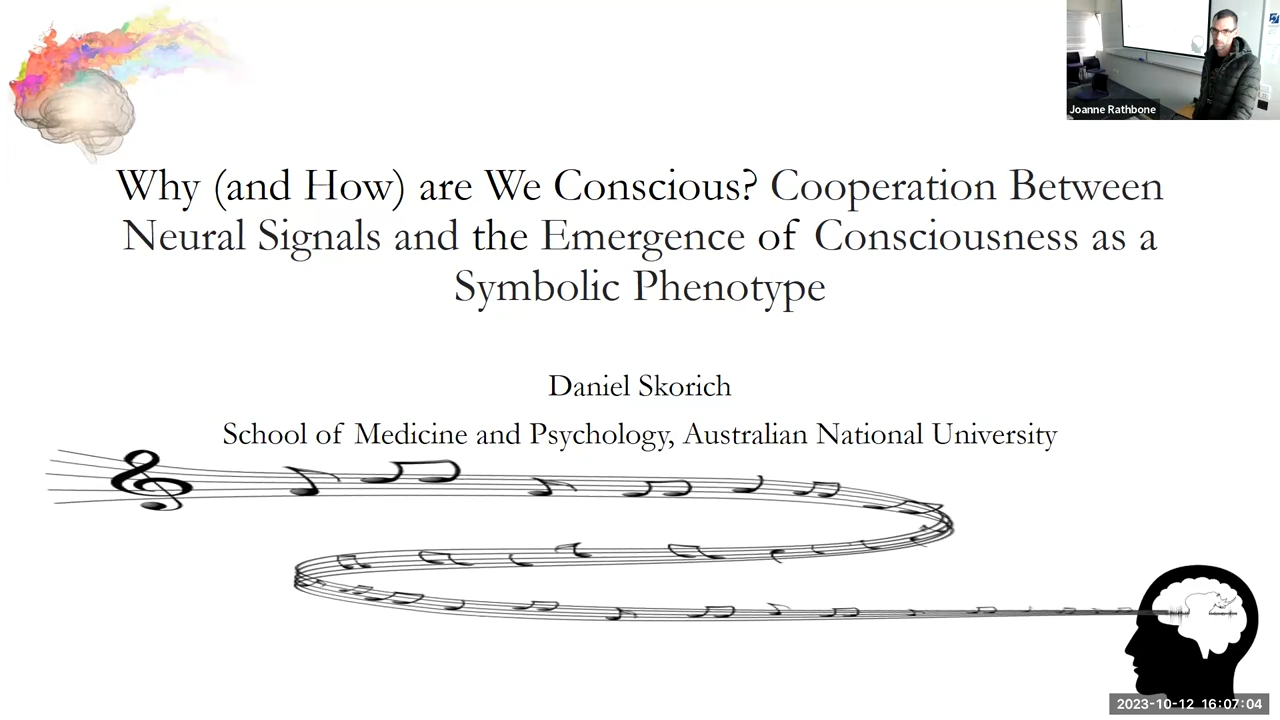 Joanne Rathbone
Why (and How) are We Conscious? Cooperation Between
Neural Signals and the Emergence of Consciousness as a
Symbolic Phenotype
Daniel Skorich
School of Medicine and Psychology, Australian National University
2023-10-12 16:07:04